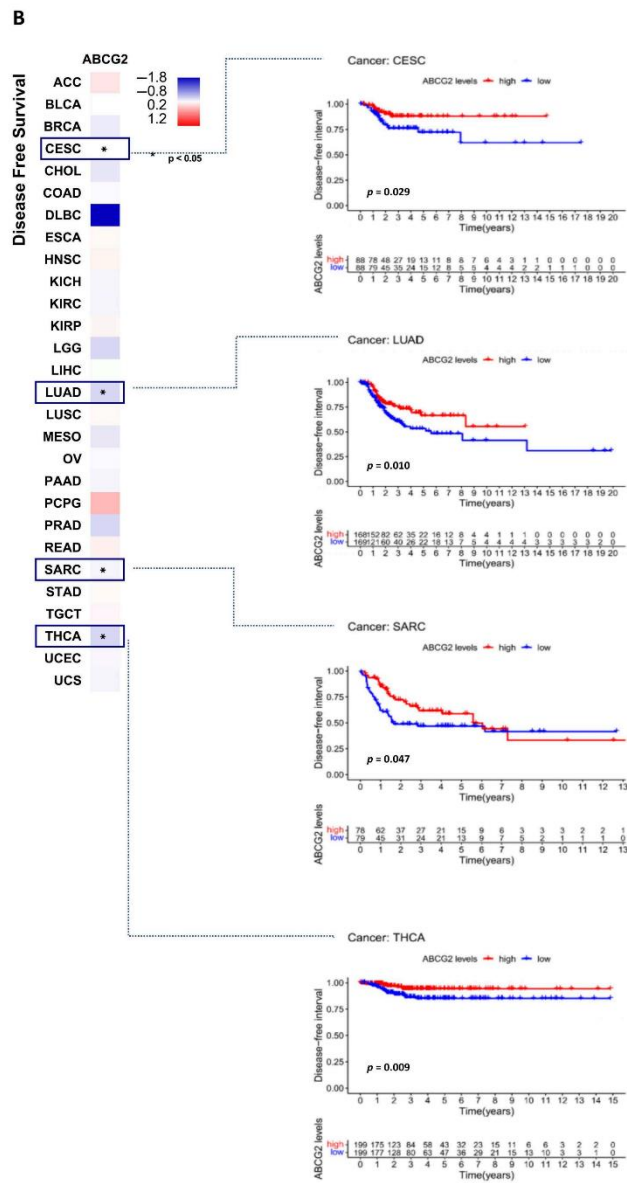 B
Disease Free Survival
ABCG2
ACC
BLCA
BRCA
CESC *
CHOL
COAD
DLBC
ESCA
HNSC
KICH
KIRC
KIRP
LGG
LIHC
LUAD *
LUSC
MESO
OV
PAAD
PCPG
PRAD
READ
SARC *
STAD
TGCT
THCA *
UCEC
UCS
−1.8
−0.8
0.2
1.2
* p < 0.05
Cancer: CESC
ABCG2 levels high low
Disease−free interval
1.00
0.75
0.50
0.25
0.00
p = 0.029
0 1 2 3 4 5 6 7 8 9 10 11 12 13 14 15 16 17 18 19 20
Time(years)
ABCG2 levels
high 88 78 48 27 19 13 11 8 8 7 6 4 3 1 1 0 0 0 0 0 0
low 88 79 45 35 24 15 12 8 5 5 4 4 4 2 2 1 1 1 0 0 0
0 1 2 3 4 5 6 7 8 9 10 11 12 13 14 15 16 17 18 19 20
Time(years)
Cancer: LUAD
ABCG2 levels high low
Disease−free interval
1.00
0.75
0.50
0.25
0.00
p = 0.010
0 1 2 3 4 5 6 7 8 9 10 11 12 13 14 15 16 17 18 19 20
Time(years)
ABCG2 levels
high 168 152 82 62 35 22 16 12 8 4 4 1 1 1 0 0 0 0 0 0 0
low 169 121 60 40 26 22 18 13 7 5 4 4 4 4 3 3 3 3 3 2 0
0 1 2 3 4 5 6 7 8 9 10 11 12 13 14 15 16 17 18 19 20
Time(years)
Cancer: SARC
ABCG2 levels high low
Disease−free interval
1.00
0.75
0.50
0.25
0.00
p = 0.047
0 1 2 3 4 5 6 7 8 9 10 11 12 13
Time(years)
ABCG2 levels
high 78 62 37 27 21 15 9 6 3 3 3 2 2 1
low 79 45 31 24 21 13 9 7 5 2 1 1 1 0
0 1 2 3 4 5 6 7 8 9 10 11 12 13
Time(years)
Cancer: THCA
ABCG2 levels high low
Disease−free interval
1.00
0.75
0.50
0.25
0.00
p = 0.009
0 1 2 3 4 5 6 7 8 9 10 11 12 13 14 15
Time(years)
ABCG2 levels
high 199 175 123 84 58 43 32 23 15 11 6 6 3 2 2 0
low 199 177 128 80 63 47 36 29 21 15 13 10 3 3 1 0
0 1 2 3 4 5 6 7 8 9 10 11 12 13 14 15
Time(years)